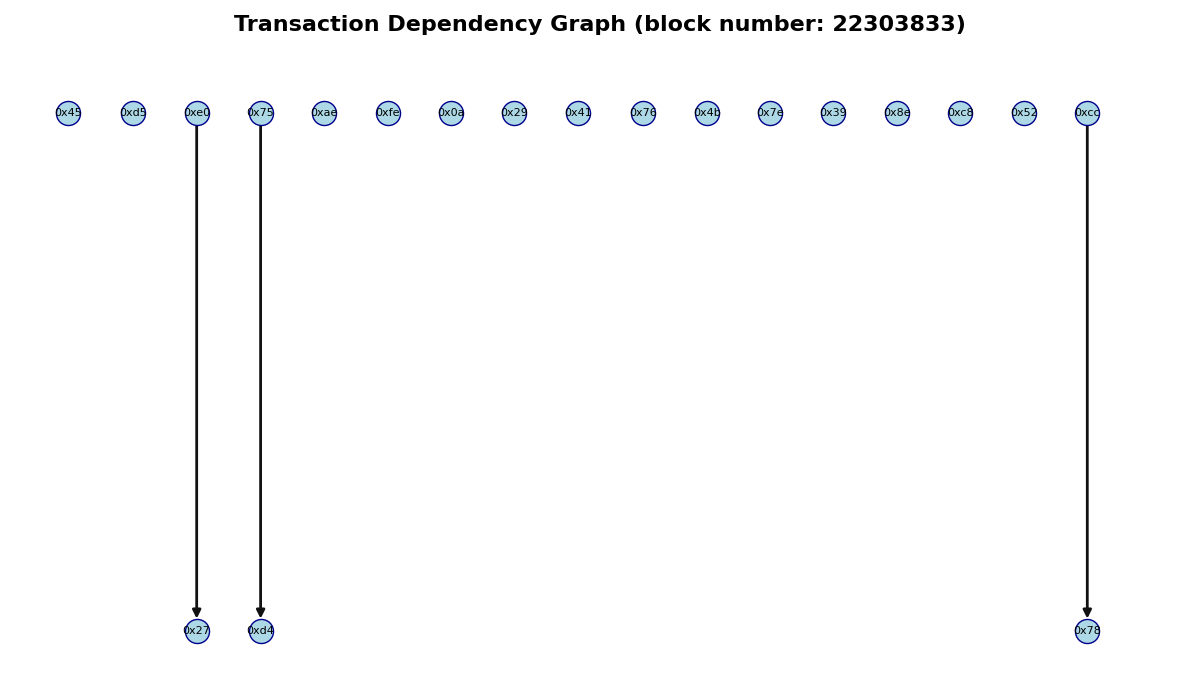 Transaction Dependency Graph (block number: 22303833)
0x45 0xd5 0xe0 0x75 0xae 0xfe 0x0a 0x29 0x41 0x76 0x4b 0x7e 0x39 0x8e 0xc8 0x52 0xcc
0x27 0xd4 0x78